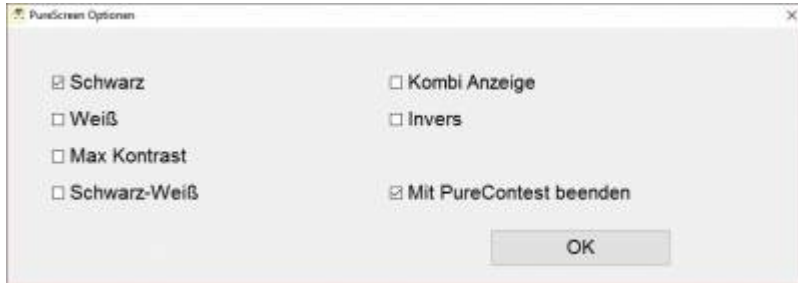 PureScreen Optionen
Schwarz
Weiß
Max Kontrast
Schwarz-Weiß
Kombi Anzeige
Invers
Mit PureContest beenden
OK